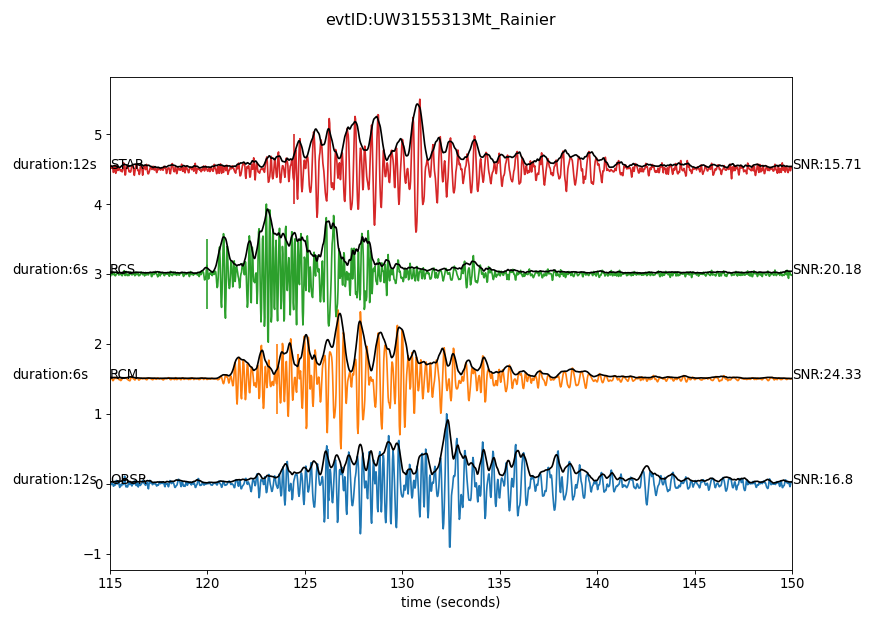 evtID:UW3155313Mt_Rainier
5
duration:12s STAR SNR:15.71
4
duration:6s RCS SNR:20.18
3
2
duration:6s RCM SNR:24.33
1
duration:12s OBSR SNR:16.8
0
−1
115 120 125 130 135 140 145 150
time (seconds)